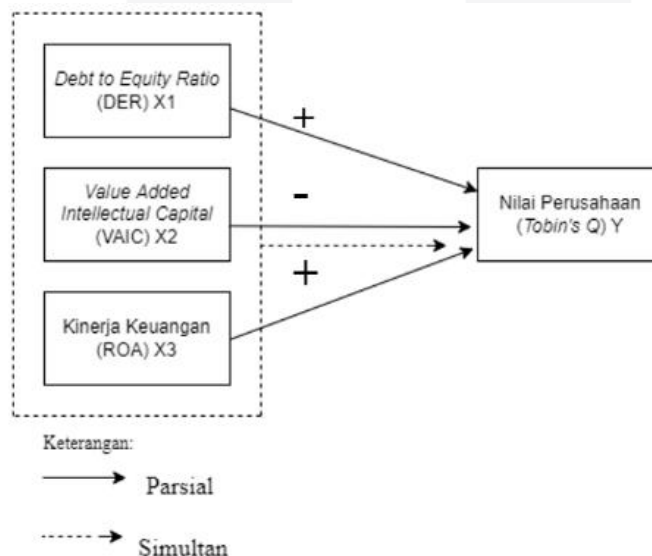 Debt to Equity Ratio
(DER) X1
+
Value Added
Intellectual Capital
(VAIC) X2
-
Nilai Perusahaan
(Tobin's Q) Y
+
Kinerja Keuangan
(ROA) X3
Keterangan:
Parsial
Simultan